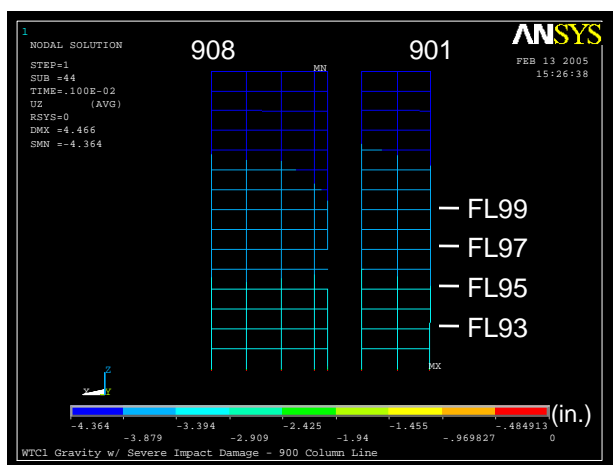 1
ANSYS
NODAL SOLUTION
908
901
STEP=1
SUB =44
TIME=.100E-02
UZ (AVG)
RSYS=0
DMX =4.466
SMN =-4.364
FEB 13 2005
15:26:38
MN
FL99
FL97
FL95
FL93
MX
Z
X Y
(in.)
-4.364 -3.394 -2.425 -1.455 -.484913
-3.879 -2.909 -1.94 -.969827 0
WTC1 Gravity w/ Severe Impact Damage - 900 Column Line